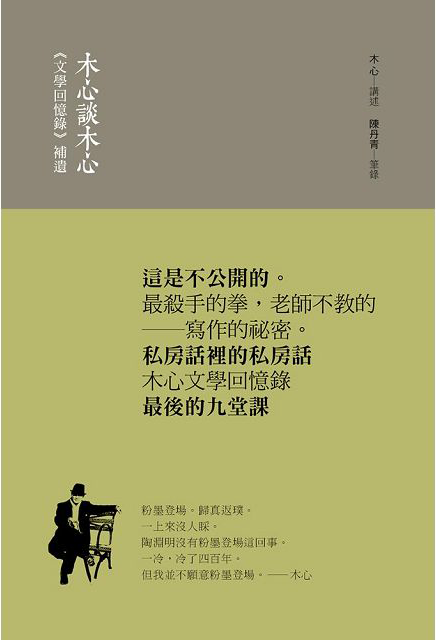 木心談木心
《文學回憶錄》補遺
木心—講述 陳丹青—筆錄
這是不公開的。
最殺手的拳，老師不教的
——寫作的祕密。
私房話裡的私房話
木心文學回憶錄
最後的九堂課
粉墨登場。歸真返璞。
一上來沒人睬。
陶淵明沒有粉墨登場這回事。
一冷，冷了四百年。
但我並不願意粉墨登場。——木心